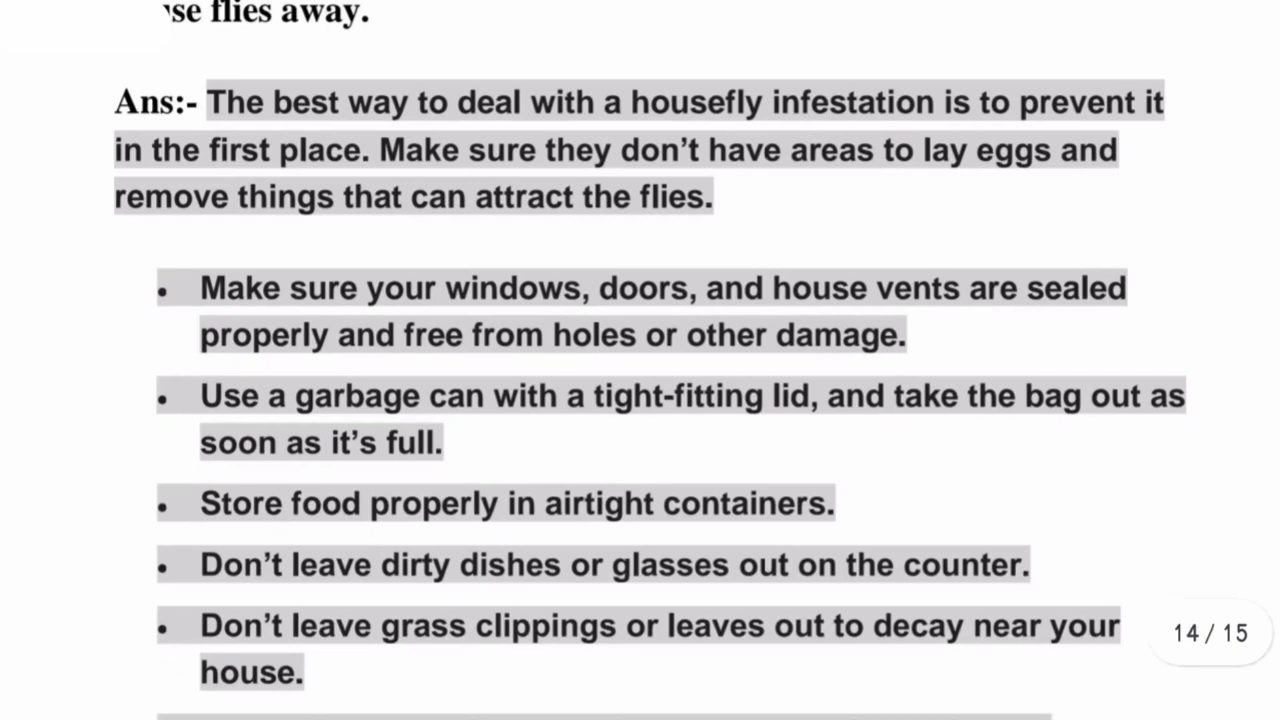 flies away.
Ans:- The best way to deal with a housefly infestation is to prevent it
in the first place. Make sure they don’t have areas to lay eggs and
remove things that can attract the flies.
• Make sure your windows, doors, and house vents are sealed
properly and free from holes or other damage.
• Use a garbage can with a tight-fitting lid, and take the bag out as
soon as it’s full.
• Store food properly in airtight containers.
• Don’t leave dirty dishes or glasses out on the counter.
• Don’t leave grass clippings or leaves out to decay near your
house.
14 / 15